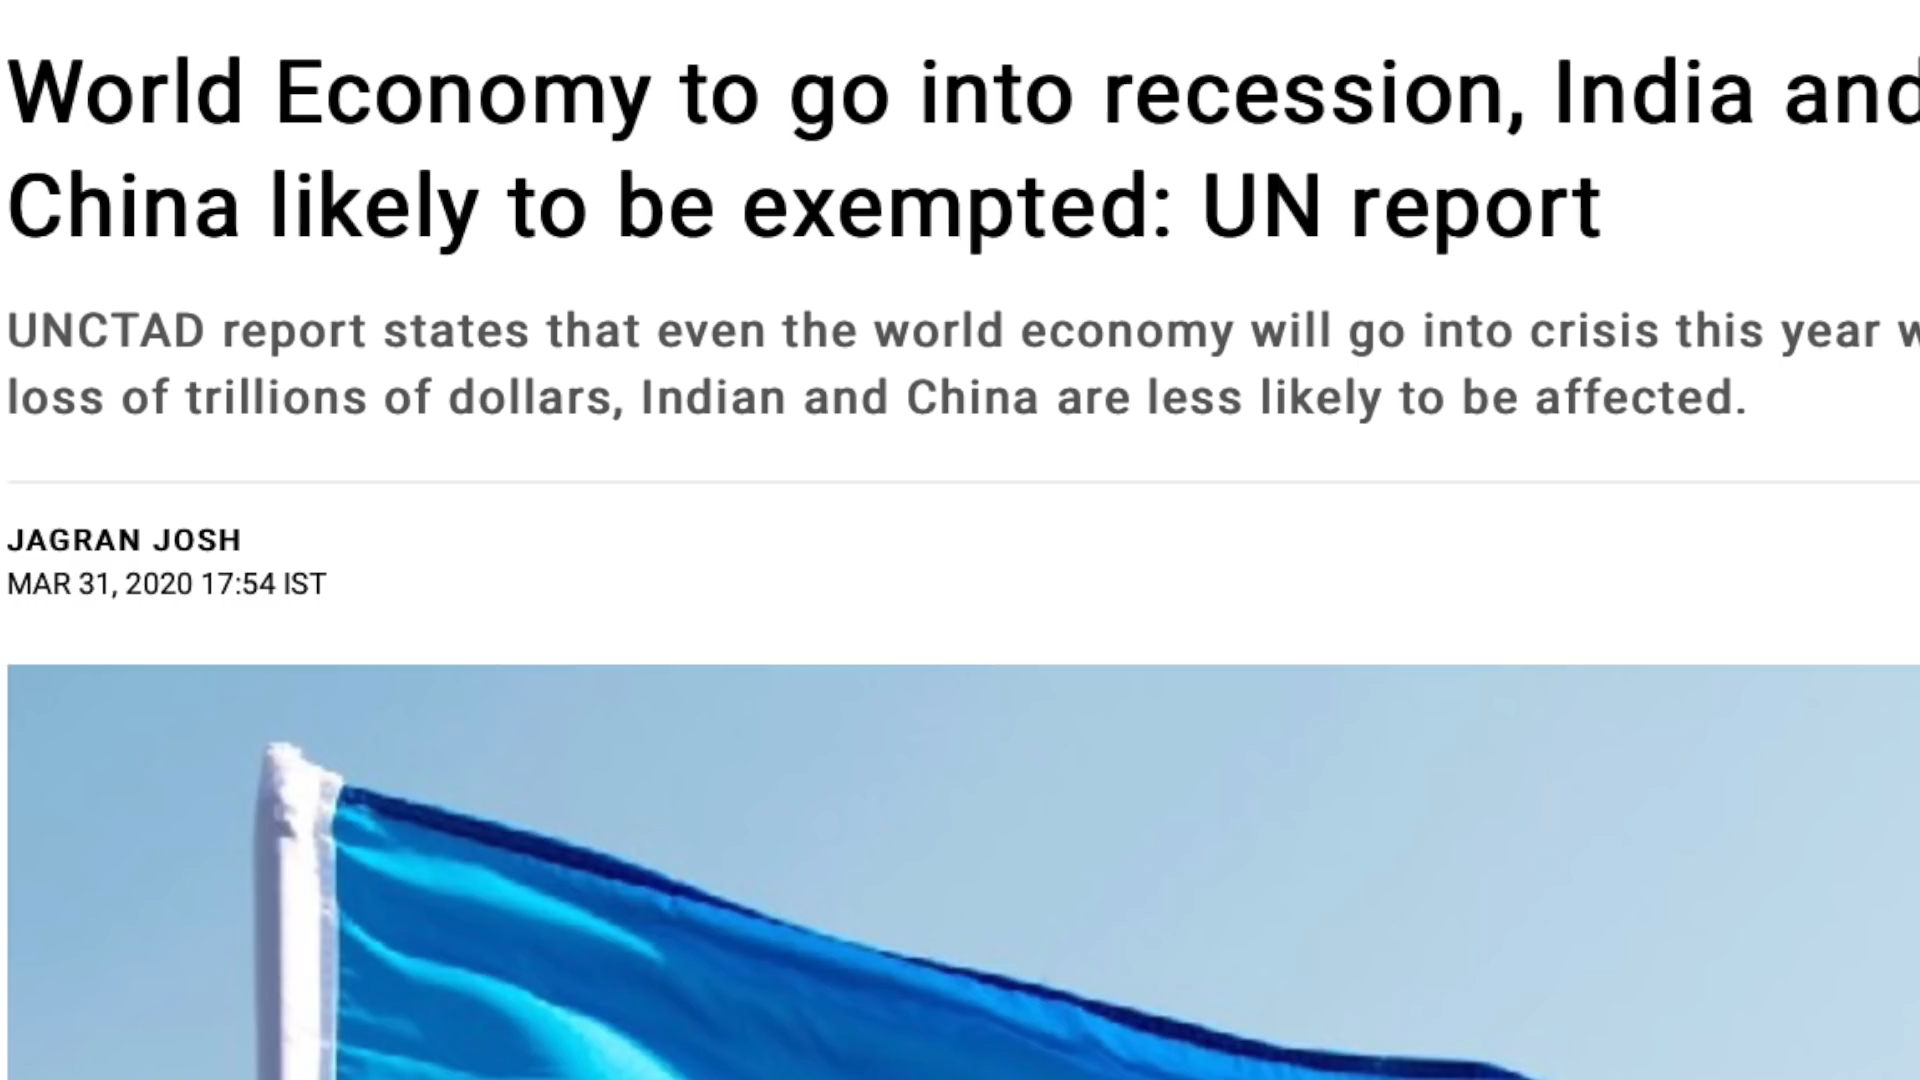 World Economy to go into recession, India and
China likely to be exempted: UN report
UNCTAD report states that even the world economy will go into crisis this year
loss of trillions of dollars, Indian and China are less likely to be affected.
JAGRAN JOSH
MAR 31, 2020 17:54 IST